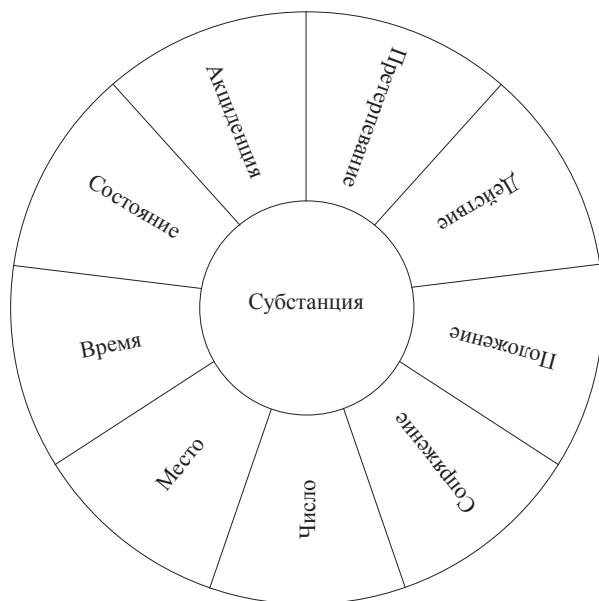 Субстанция
Акциденция
Претерпевание
Действие
Положение
Сопряжение
Число
Место
Время
Состояние